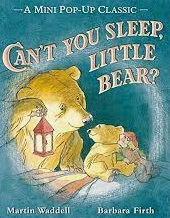 —A MINI POP-UP CLASSIC—
CAN'T YOU SLEEP,
LITTLE
BEAR?
Martin Waddell Barbara Firth